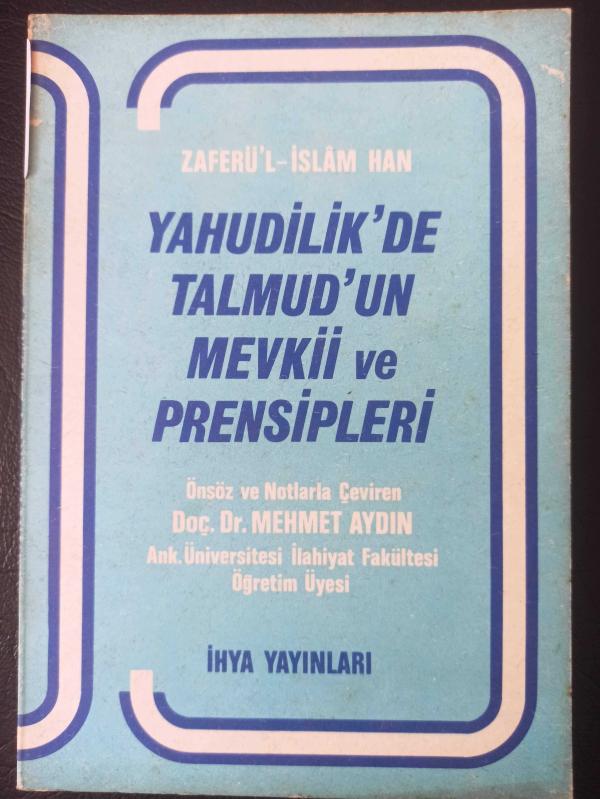 ZAFERÜ'L-İSLÂM HAN
YAHUDİLİK'DE
TALMUD'UN
MEVKİİ ve
PRENSİPLERİ
Önsöz ve Notlarla Çeviren
Doç. Dr. MEHMET AYDIN
Ank. Üniversitesi İlahiyat Fakültesi
Öğretim Üyesi
İHYA YAYINLARI